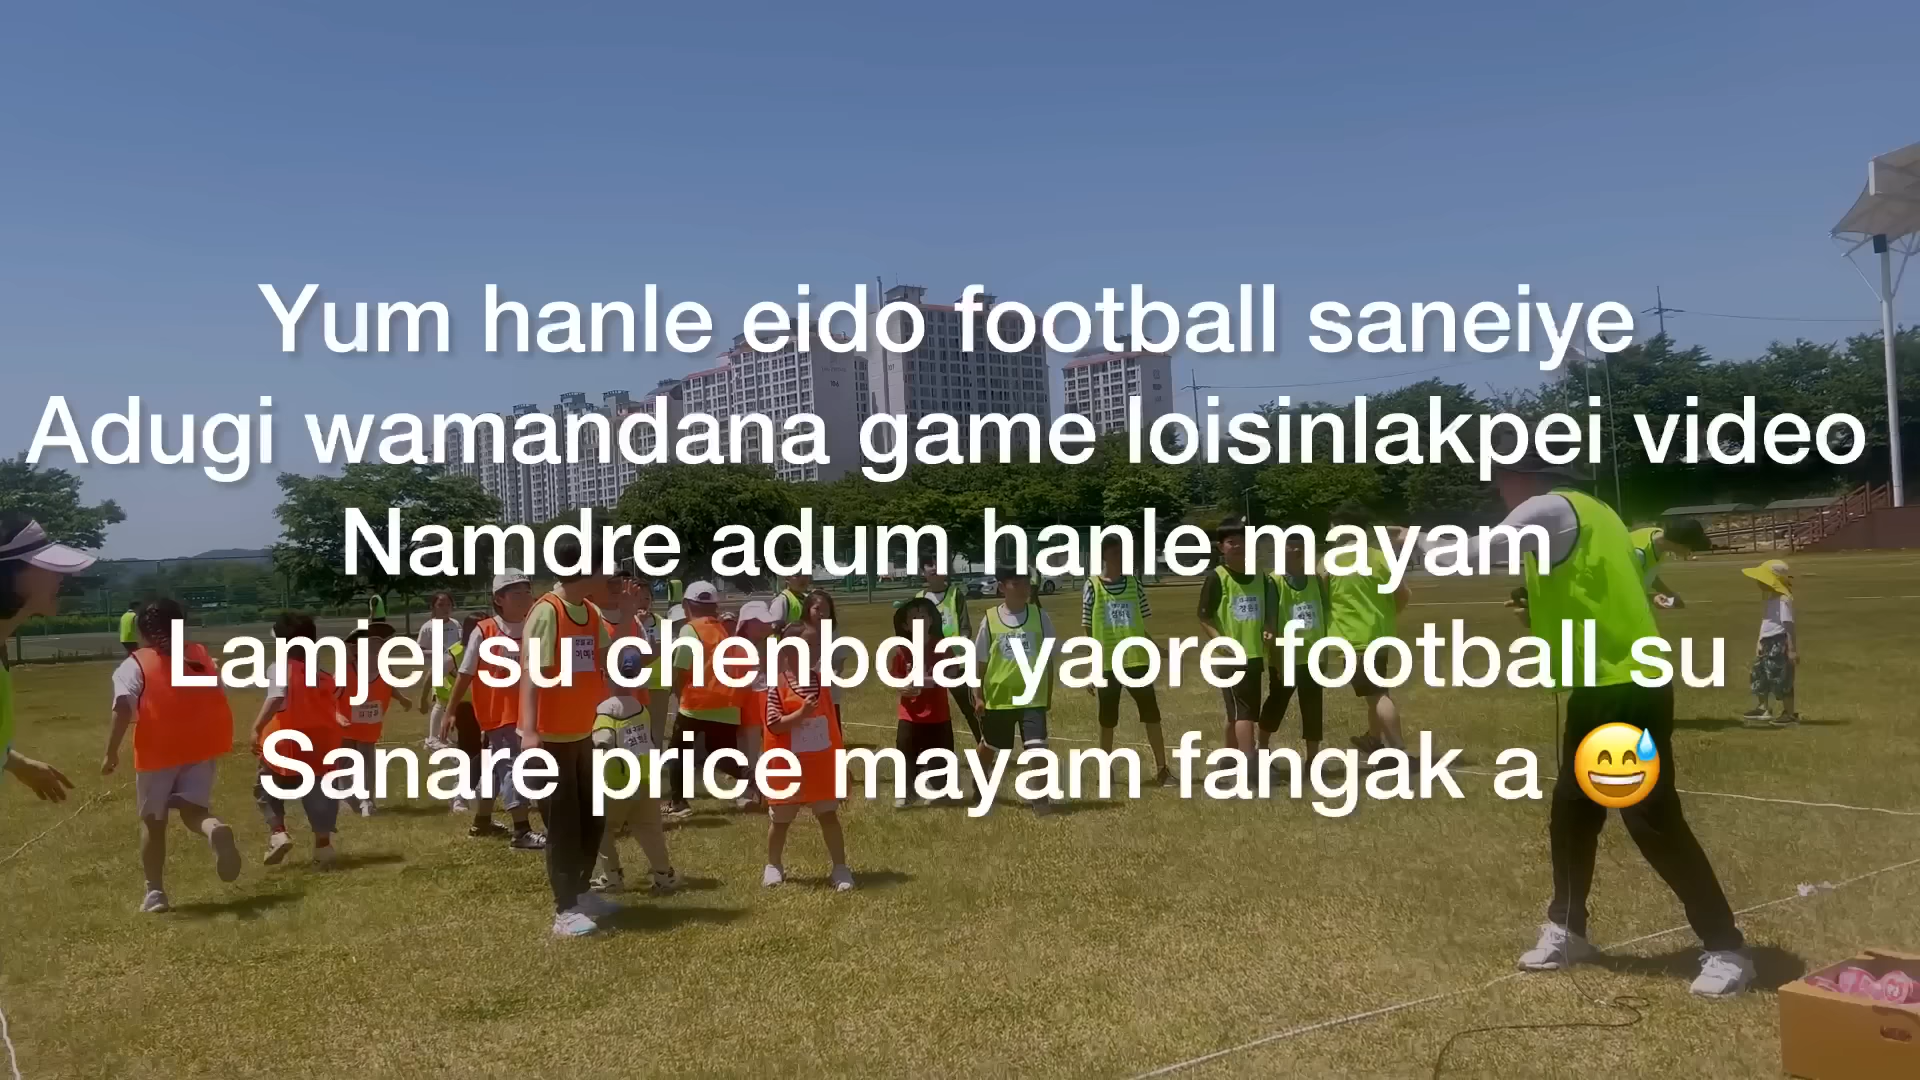 Yum hanle eido football saneiye
Adugi wamandana game loisinlakpei video
Namdre adum hanle mayam
Lamjel su chenbda yaore football su
Sanare price mayam fangak a 😅